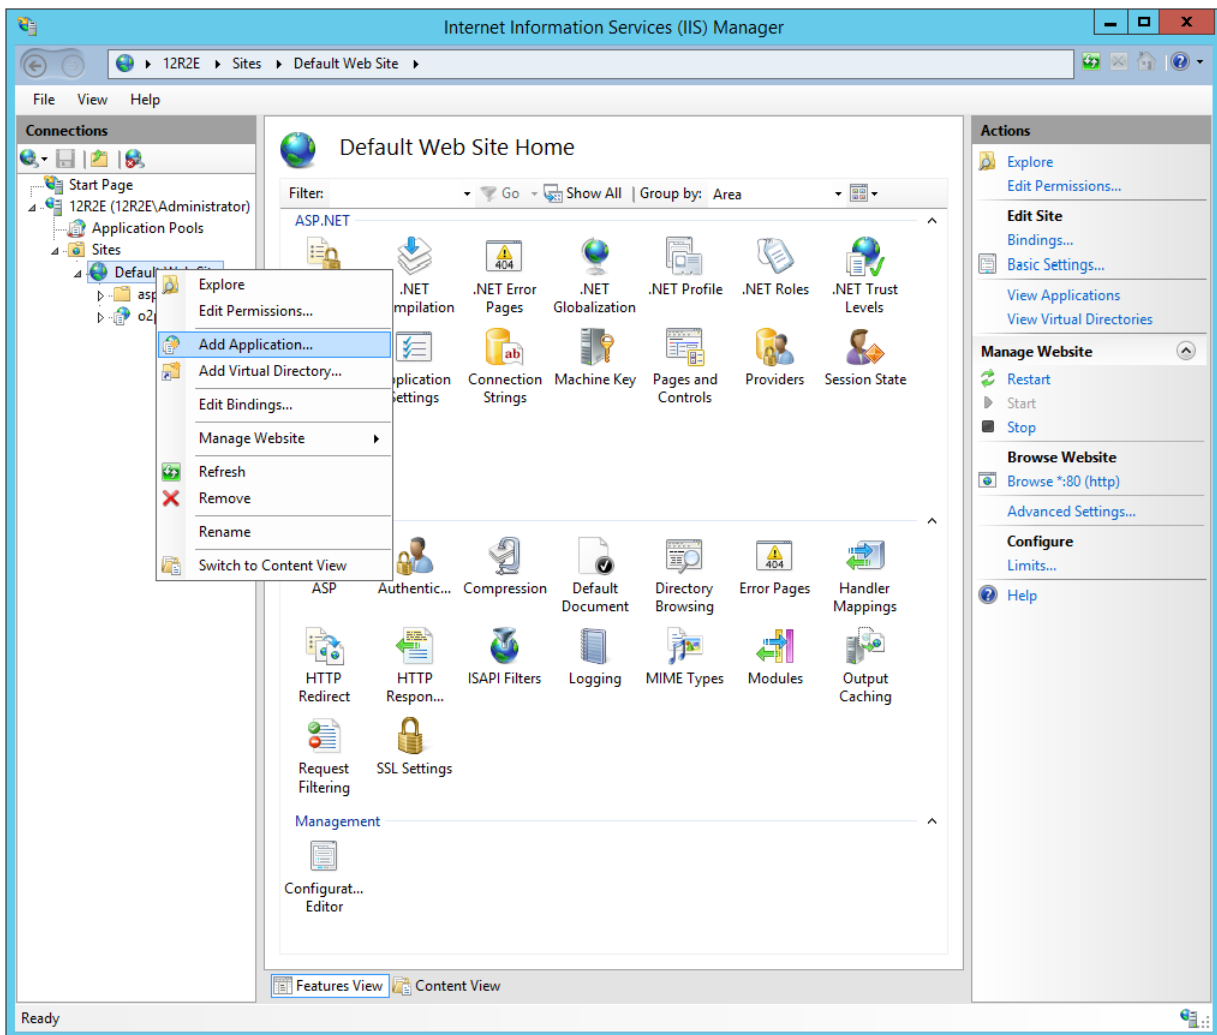 Internet Information Services (IIS) Manager
12R2E Sites Default Web Site
File View Help
Connections
Start Page
12R2E (12R2E\Administrator)
Application Pools
Sites
Default Web Site
Explore
Edit Permissions...
Add Application...
Add Virtual Directory...
Edit Bindings...
Manage Website
Refresh
Remove
Rename
Switch to Content View
Default Web Site Home
Filter: Go Show All Group by: Area
ASP.NET
.NET
.NET Error
Pages
404
.NET
Globalization
.NET Profile
.NET Roles
.NET Trust
Levels
ab
Connection
Strings
Machine Key
Pages and
Controls
Providers
Session State
ASP
Authentic...
Compression
Default
Document
Directory
Browsing
404
Error Pages
Handler
Mappings
HTTP
Redirect
HTTP
Respon...
ISAPI Filters
Logging
MIME Types
Modules
Output
Caching
Request
Filtering
SSL Settings
Management
Configurat...
Editor
Features View
Content View
Actions
Explore
Edit Permissions...
Edit Site
Bindings...
Basic Settings...
View Applications
View Virtual Directories
Manage Website
Restart
Start
Stop
Browse Website
Browse *:80 (http)
Advanced Settings...
Configure
Limits...
Help
Ready